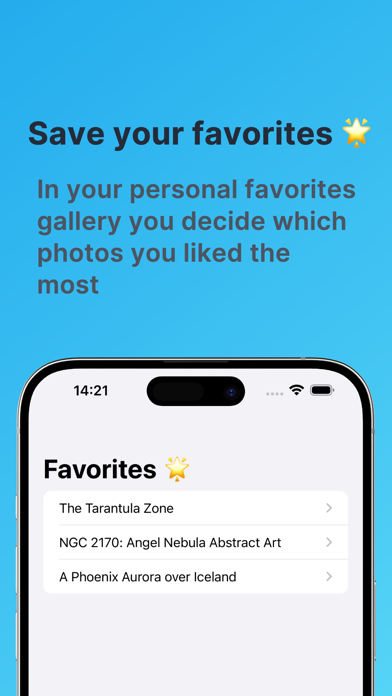 Save your favorites 🌟
In your personal favorites
gallery you decide which
photos you liked the
most
14:21
Favorites 🌟
The Tarantula Zone
NGC 2170: Angel Nebula Abstract Art
A Phoenix Aurora over Iceland